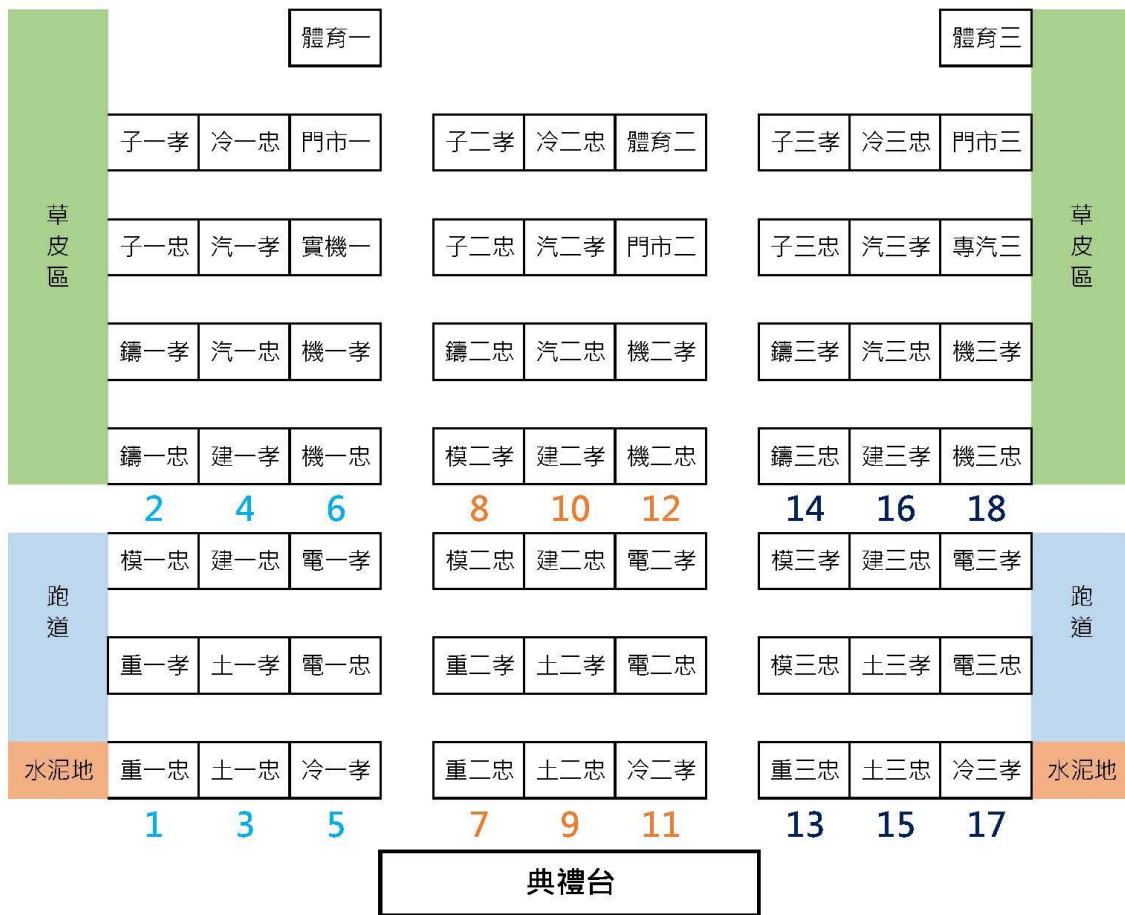 體育一 體育三
子一孝 冷一忠 門市一 子二孝 冷二忠 體育二 子三孝 冷三忠 門市三
草皮區 子一忠 汽一孝 實機一 子二忠 汽二孝 門市二 子三忠 汽三孝 專汽三 草皮區
鑄一孝 汽一忠 機一孝 鑄二忠 汽二忠 機二孝 鑄三孝 汽三忠 機三孝
鑄一忠 建一孝 機一忠 模二孝 建二孝 機二忠 鑄三忠 建三孝 機三忠
2 4 6 8 10 12 14 16 18
跑道 模一忠 建一忠 電一孝 模二忠 建二忠 電二孝 模三孝 建三忠 電三孝 跑道
重一孝 土一孝 電一忠 重二孝 土二孝 電二忠 模三忠 土三孝 電三忠
水泥地 重一忠 土一忠 冷一孝 重二忠 土二忠 冷二孝 重三忠 土三忠 冷三孝 水泥地
1 3 5 7 9 11 13 15 17
典禮台